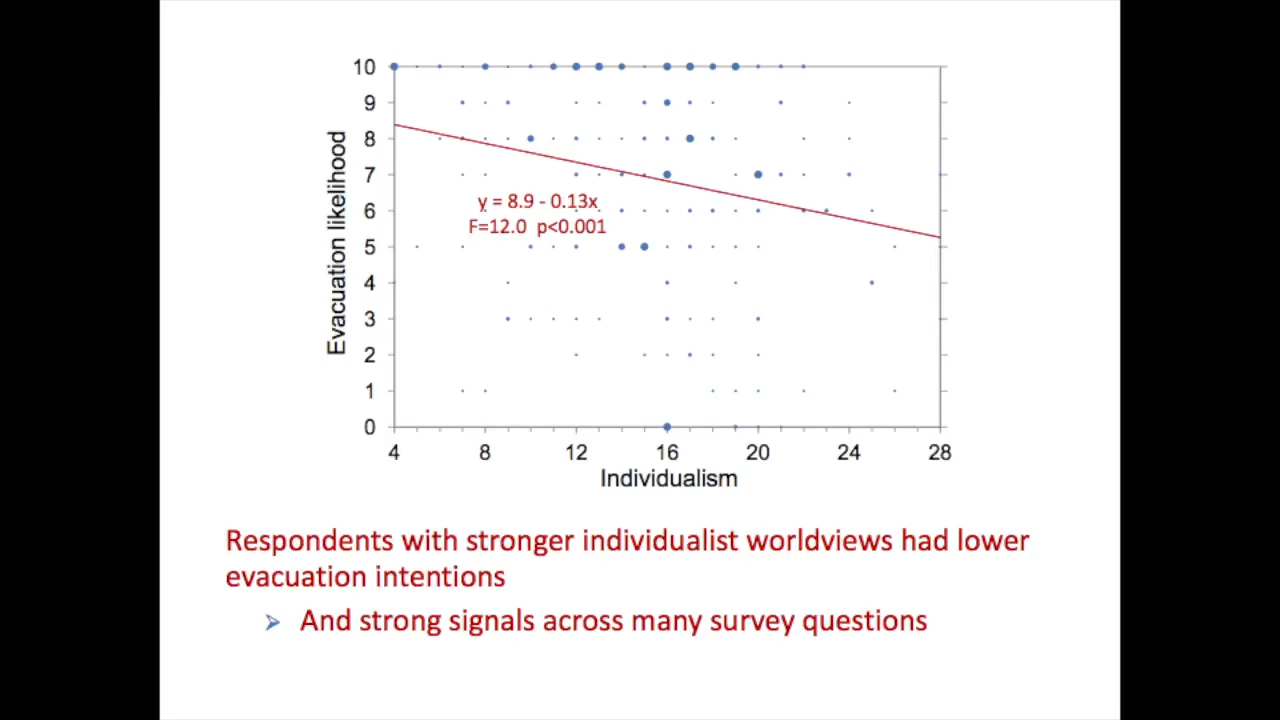 10
9
8
7
6
5
4
3
2
1
0
Evacuation likelihood
y = 8.9 - 0.13x
F=12.0 p<0.001
4 8 12 16 20 24 28
Individualism
Respondents with stronger individualist worldviews had lower
evacuation intentions
And strong signals across many survey questions